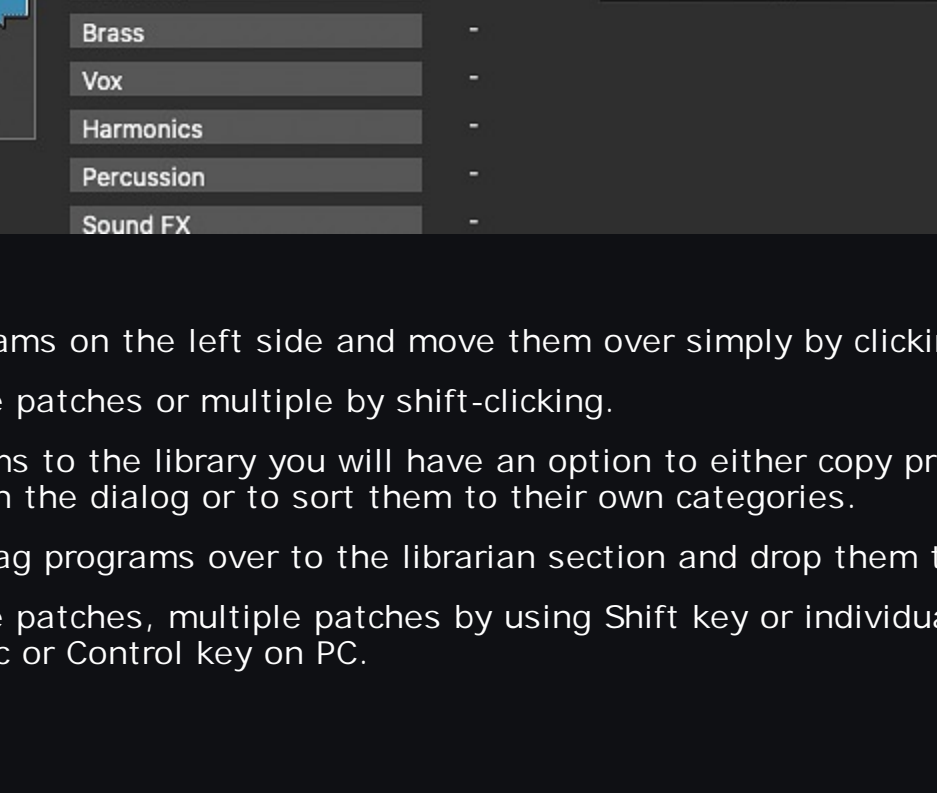 Brass -
Vox -
Harmonics -
Percussion -
Sound FX -
ams on the left side and move them over simply by clicki
patches or multiple by shift-clicking.
ms to the library you will have an option to either copy pr
the dialog or to sort them to their own categories.
ag programs over to the librarian section and drop them t
patches, multiple patches by using Shift key or individua
c or Control key on PC.